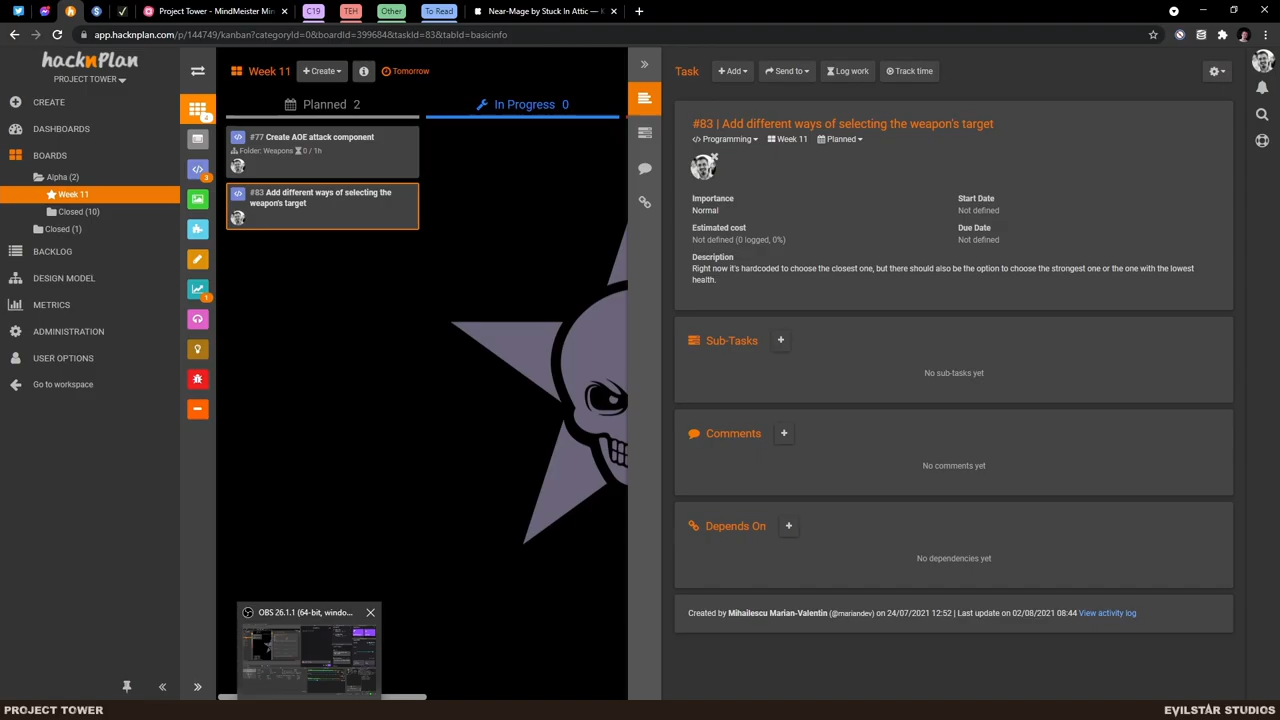 Project Tower - MindMeister Min
C19
TEH
Other
To Read
Near-Mage by Stuck In Attic — K
app.hacknplan.com/p/144749/kanban?categoryId=0&boardId=399684&taskId=83&tabId=basicinfo
hacknPlan
PROJECT TOWER
CREATE
DASHBOARDS
BOARDS
Alpha (2)
Week 11
Closed (10)
Closed (1)
BACKLOG
DESIGN MODEL
METRICS
ADMINISTRATION
USER OPTIONS
Go to workspace
4
3
1
Week 11
Create
Tomorrow
Planned 2
In Progress 0
#77 Create AOE attack component
Folder: Weapons 0 / 1h
#83 Add different ways of selecting the
weapon's target
OBS 26.1.1 (64-bit, windo...
Task
Add
Send to
Log work
Track time
#83 | Add different ways of selecting the weapon's target
Programming
Week 11
Planned
Importance
Normal
Start Date
Not defined
Estimated cost
Not defined (0 logged, 0%)
Due Date
Not defined
Description
Right now it's hardcoded to choose the closest one, but there should also be the option to choose the strongest one or the one with the lowest
health.
Sub-Tasks
No sub-tasks yet
Comments
No comments yet
Depends On
No dependencies yet
Created by Mihailescu Marian-Valentin (@mariandev) on 24/07/2021 12:52 | Last update on 02/08/2021 08:44 View activity log
PROJECT TOWER
EVILSTAR STUDIOS